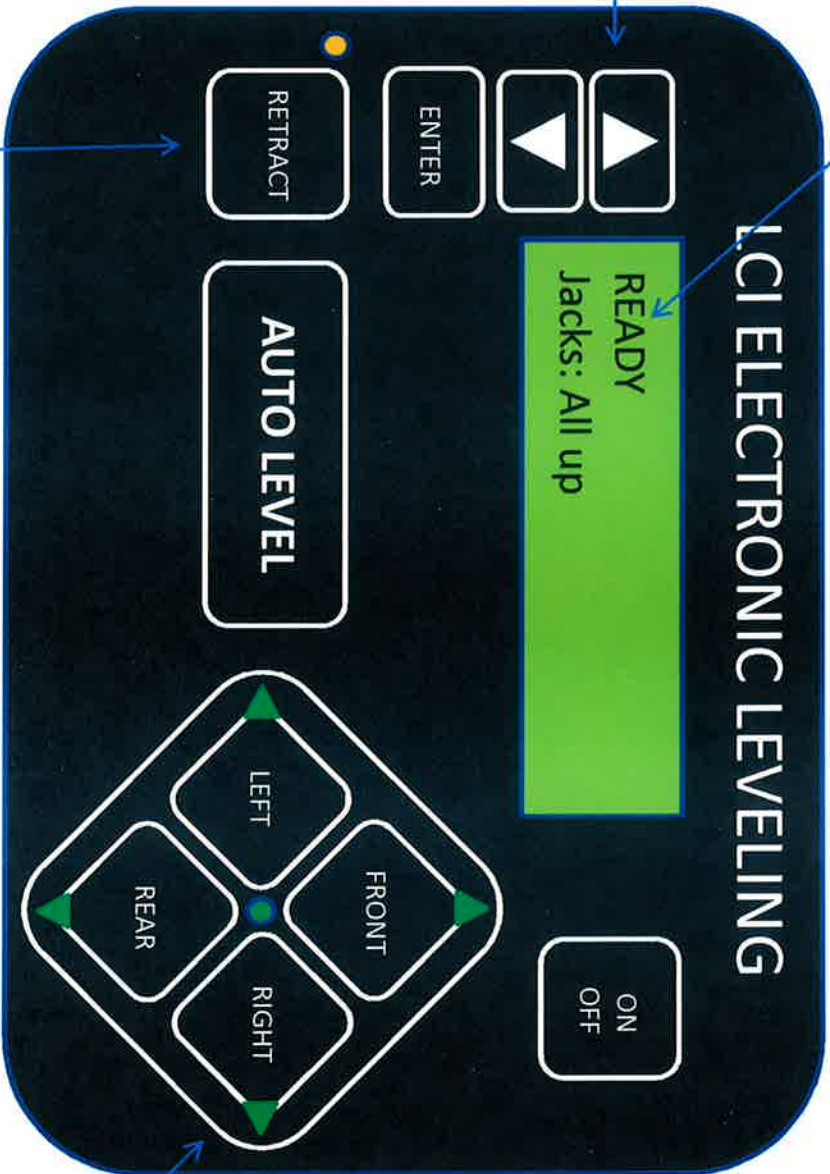 LCI ELECTRONIC LEVELING
READY
Jacks: All up
ON
OFF
ENTER
RETRACT
AUTO LEVEL
FRONT
LEFT
RIGHT
REAR